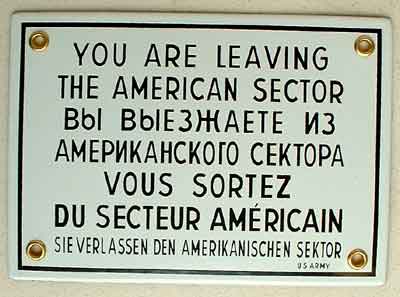 YOU ARE LEAVING
THE AMERICAN SECTOR
ВЫ ВЫЕЗЖАЕТЕ ИЗ
АМЕРИКАНСКОГО СЕКТОРА
VOUS SORTEZ
DU SECTEUR AMÉRICAIN
SIE VERLASSEN DEN AMERIKANISCHEN SEKTOR
US ARMY